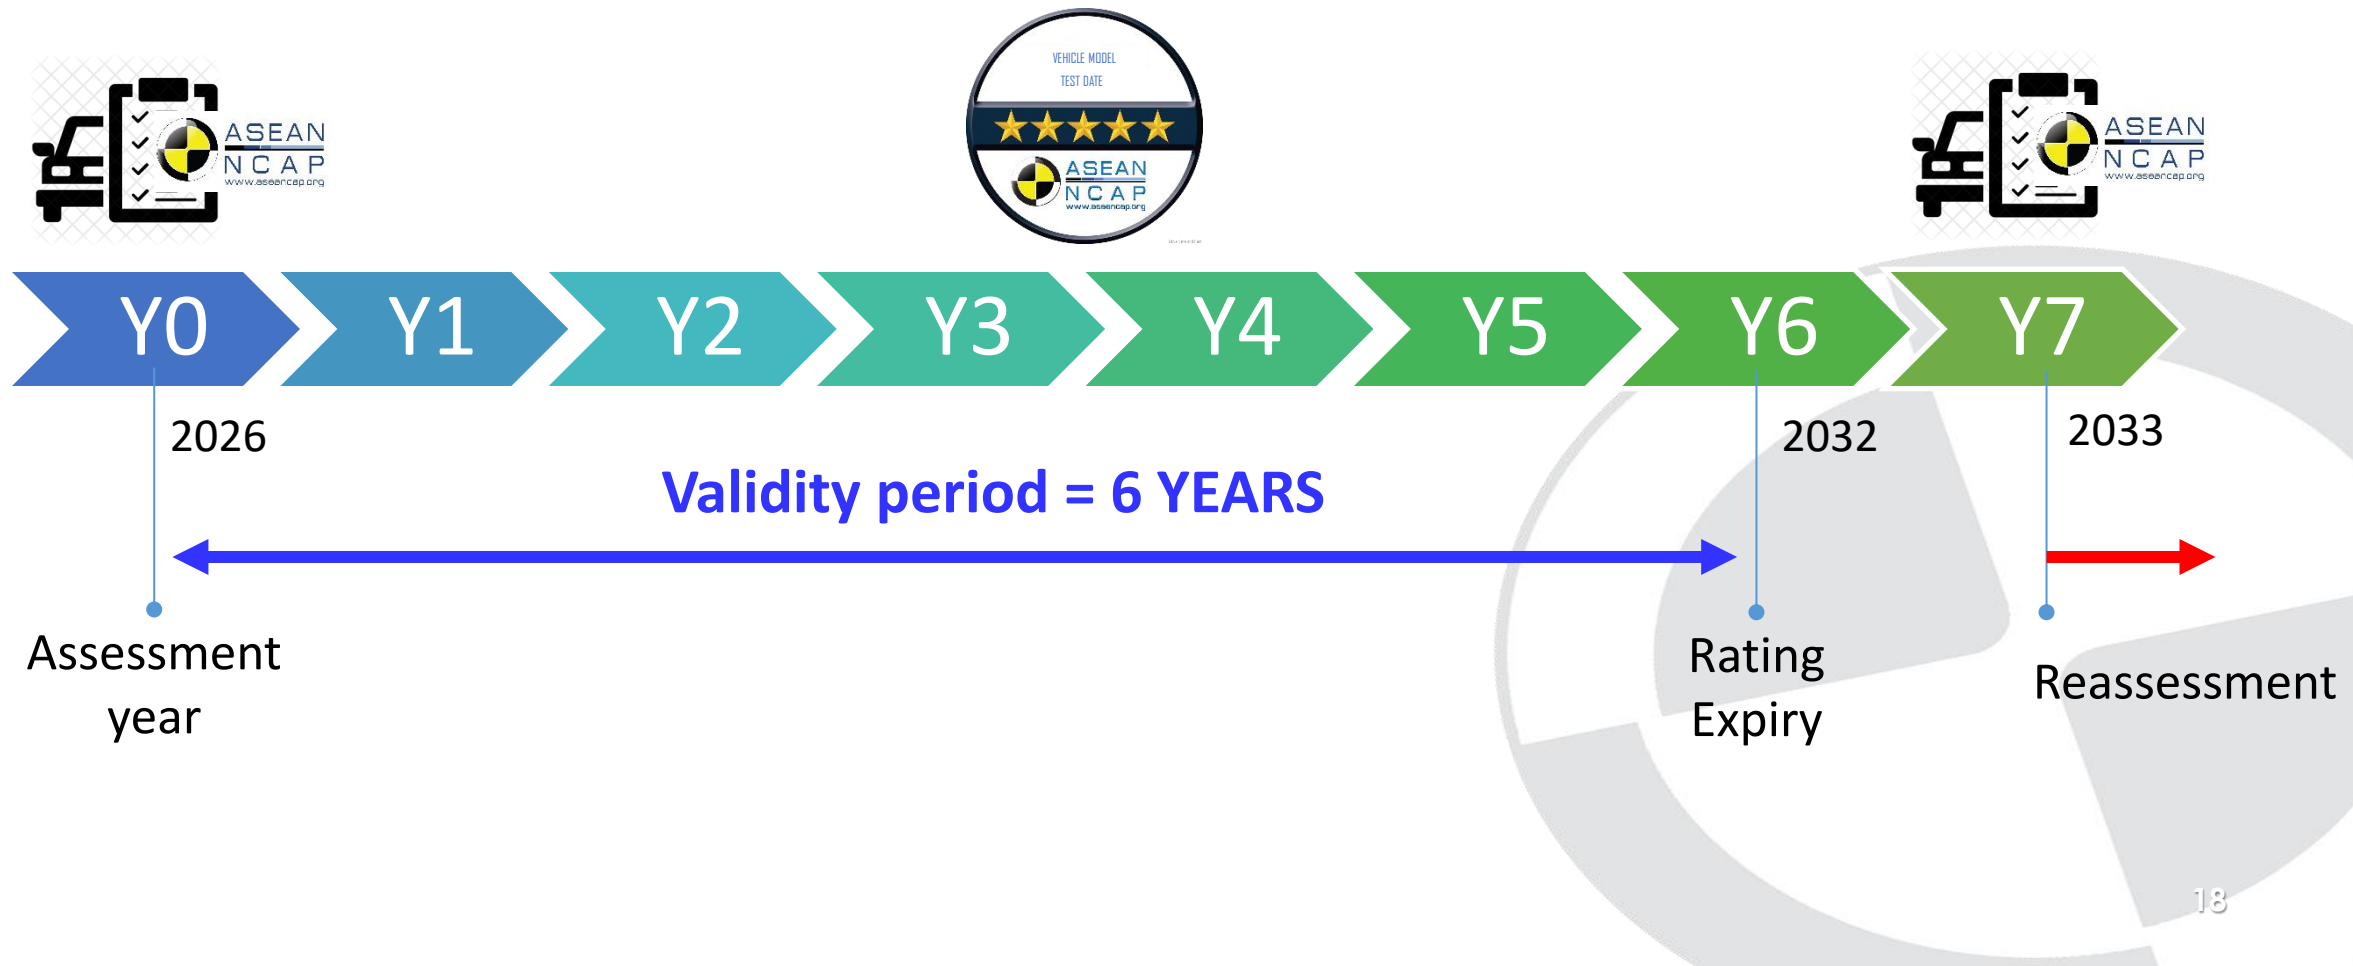 VEHICLE MODEL
TEST DATE
ASEAN
NCAP
www.aseancap.org
ASEAN
NCAP
www.aseancap.org
ASEAN
NCAP
www.aseancap.org
Y0
Y1
Y2
Y3
Y4
Y5
Y6
Y7
2026
2032
2033
Validity period = 6 YEARS
Assessment
year
Rating
Expiry
Reassessment
18